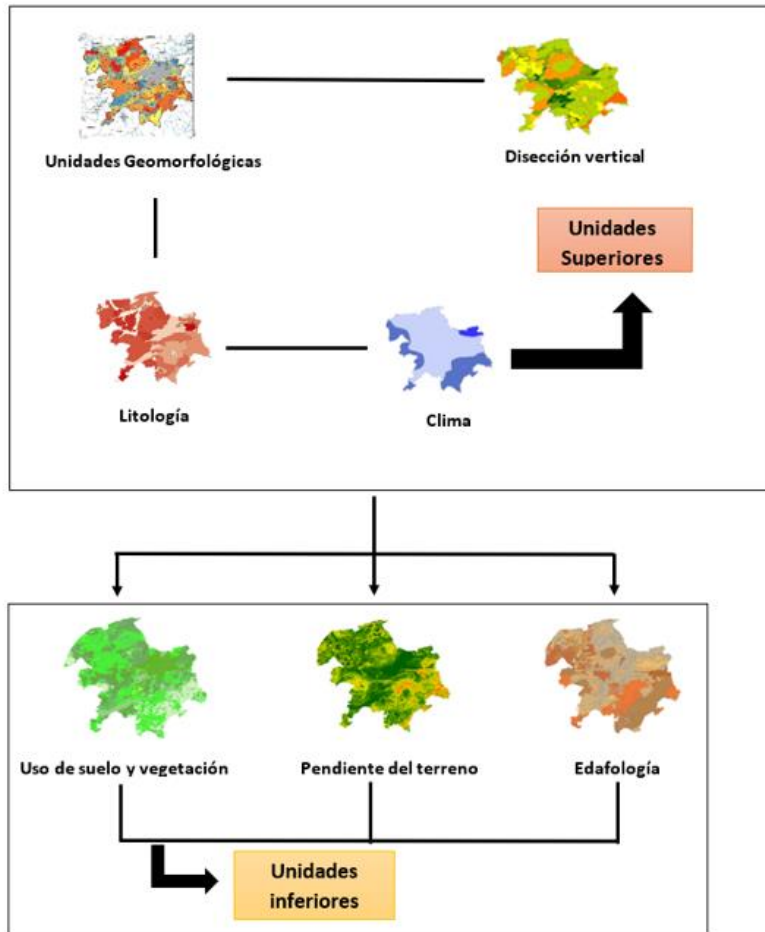 Unidades Geomorfológicas
Disección vertical
Unidades
Superiores
Litología
Clima
Uso de suelo y vegetación
Pendiente del terreno
Edafología
Unidades
inferiores